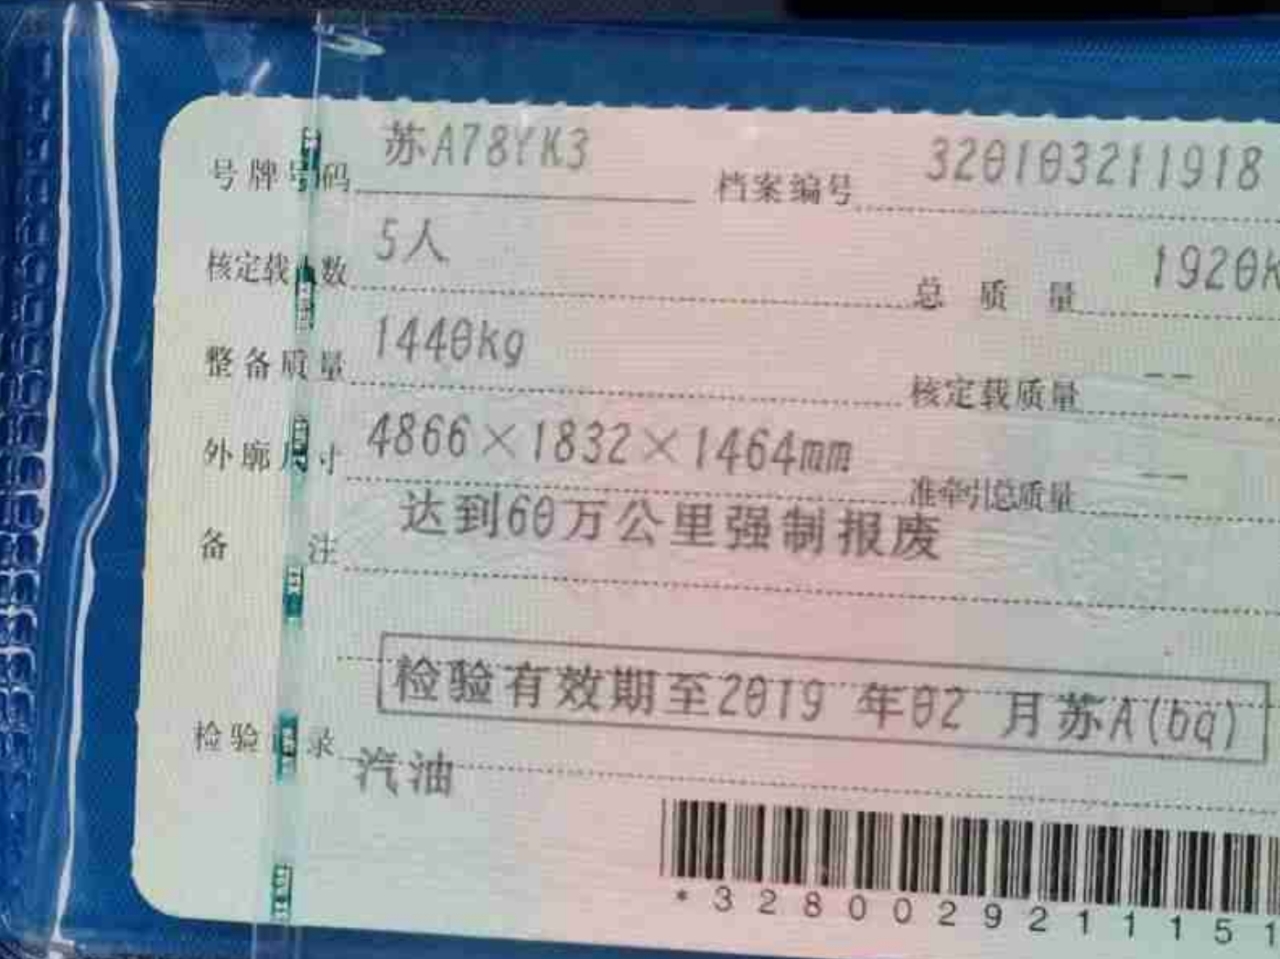 号牌号码 苏A78YK3 档案编号 320103211918
核定载人数 5人 总质量 1920k
整备质量 1440kg 核定载质量 --
外廓尺寸 4866×1832×1464mm 准牵引总质量 --
备注 达到60万公里强制报废
检验有效期至2019 年02 月苏A(bq)
检验记录 汽油
*3280029211151